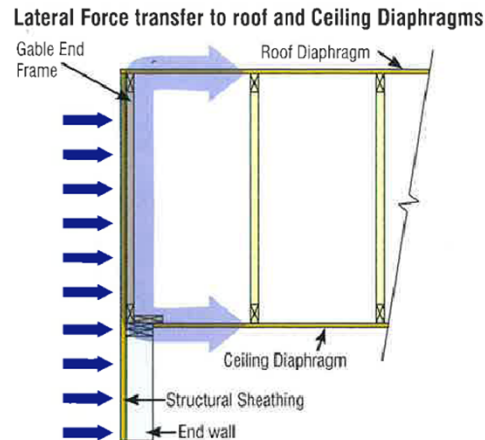 Lateral Force transfer to roof and Ceiling Diaphragms
Gable End
Frame
Roof Diaphragm
Ceiling Diaphragm
Structural Sheathing
End wall